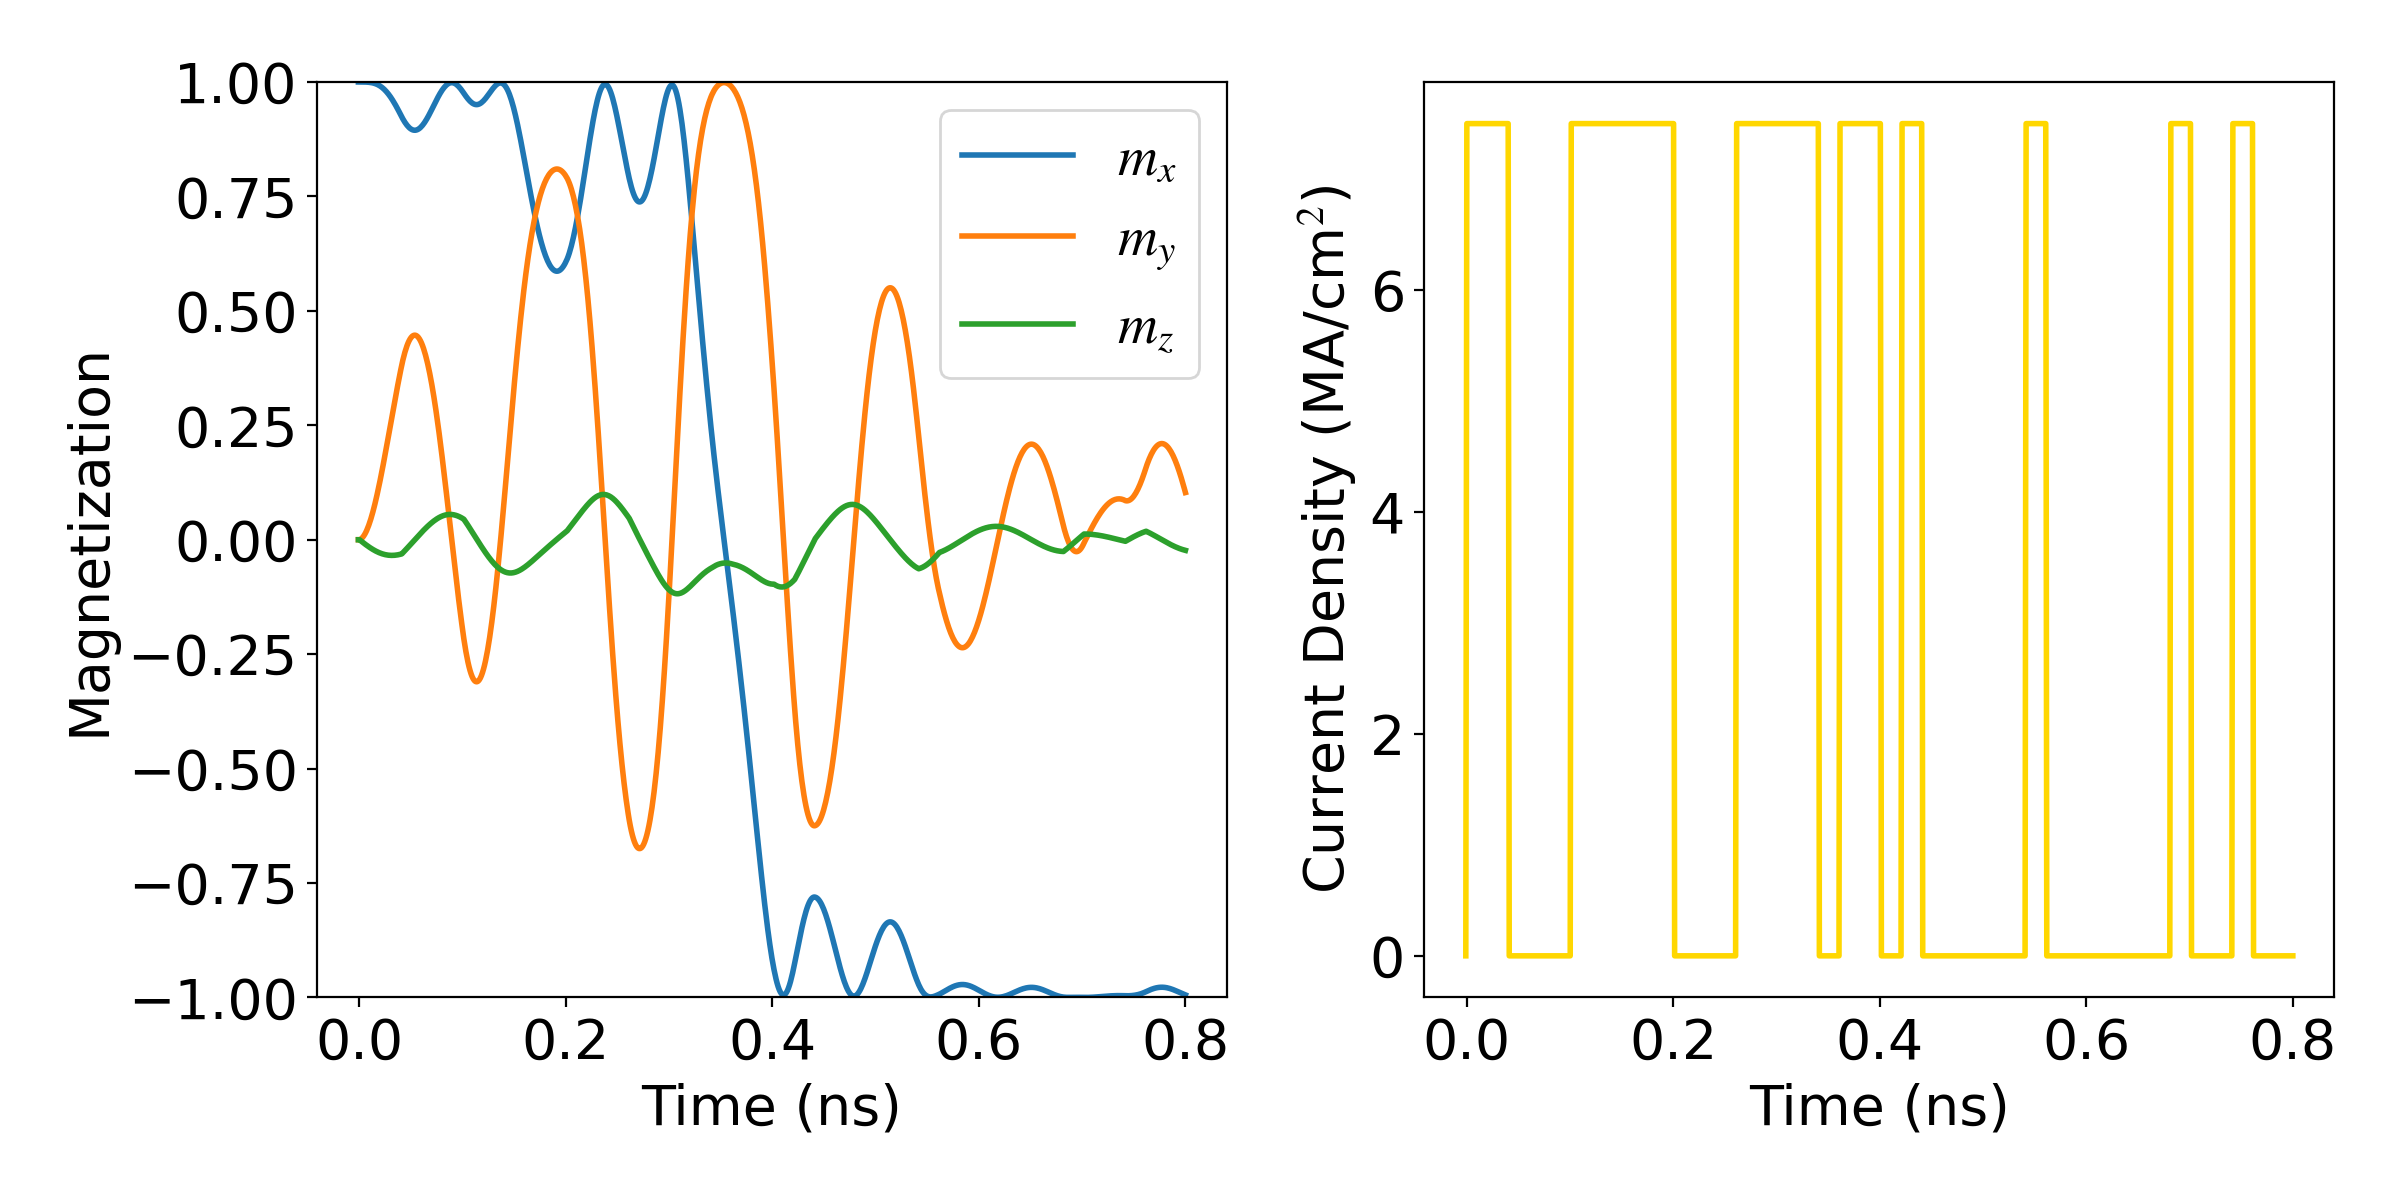 1.00
0.75
0.50
0.25
0.00
−0.25
−0.50
−0.75
−1.00
Magnetization
0.0 0.2 0.4 0.6 0.8
Time (ns)
m_x
m_y
m_z
6
4
2
0
Current Density (MA/cm²)
0.0 0.2 0.4 0.6 0.8
Time (ns)